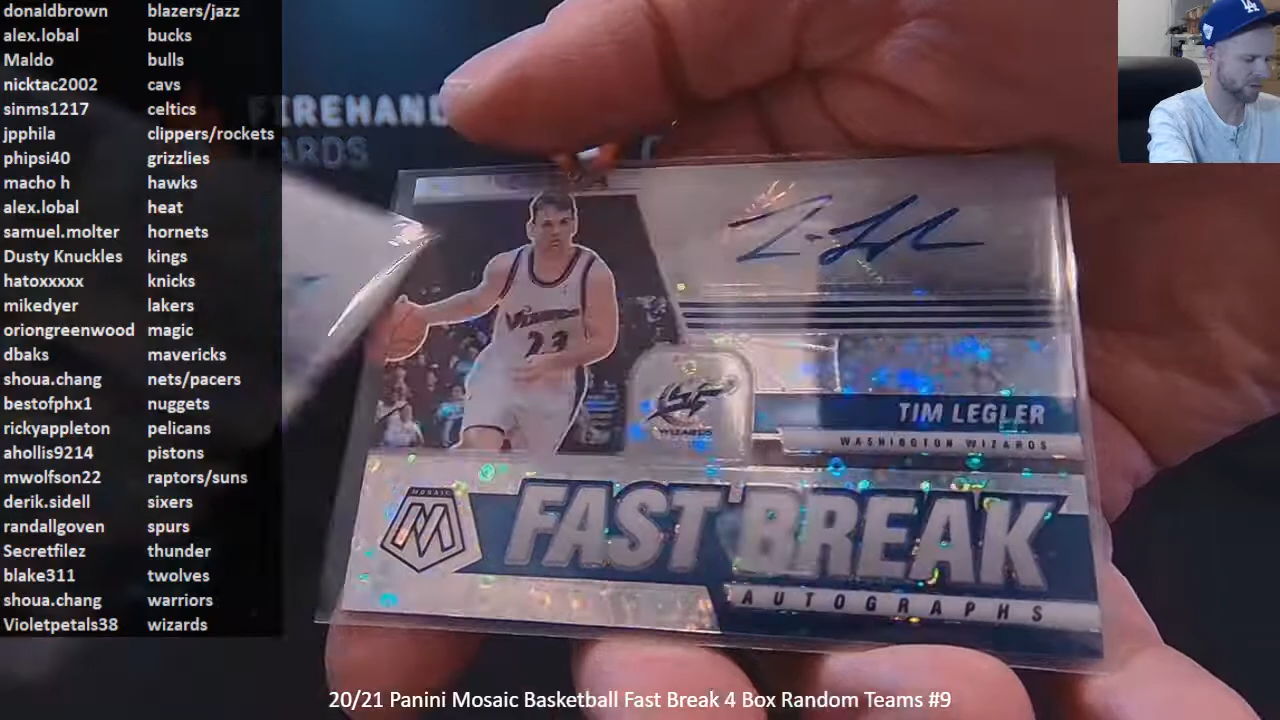 donaldbrown blazers/jazz
alex.lobal bucks
Maldo bulls
nicktac2002 cavs
sinms1217 celtics
jpphila clippers/rockets
phipsi40 grizzlies
macho h hawks
alex.lobal heat
samuel.molter hornets
Dusty Knuckles kings
hatoxxxxx knicks
mikedyer lakers
oriongreenwood magic
dbaks mavericks
shoua.chang nets/pacers
bestofphx1 nuggets
rickyappleton pelicans
ahollis9214 pistons
mwolfson22 raptors/suns
derik.sidell sixers
randallgoven spurs
Secretfilez thunder
blake311 twolves
shoua.chang warriors
Violetpetals38 wizards
FIREHAND
ARDS
23
WIZARDS
TIM LEGLER
WASHINGTON WIZARDS
MOSAIC
M
FAST BREAK
AUTOGRAPHS
LA
20/21 Panini Mosaic Basketball Fast Break 4 Box Random Teams #9